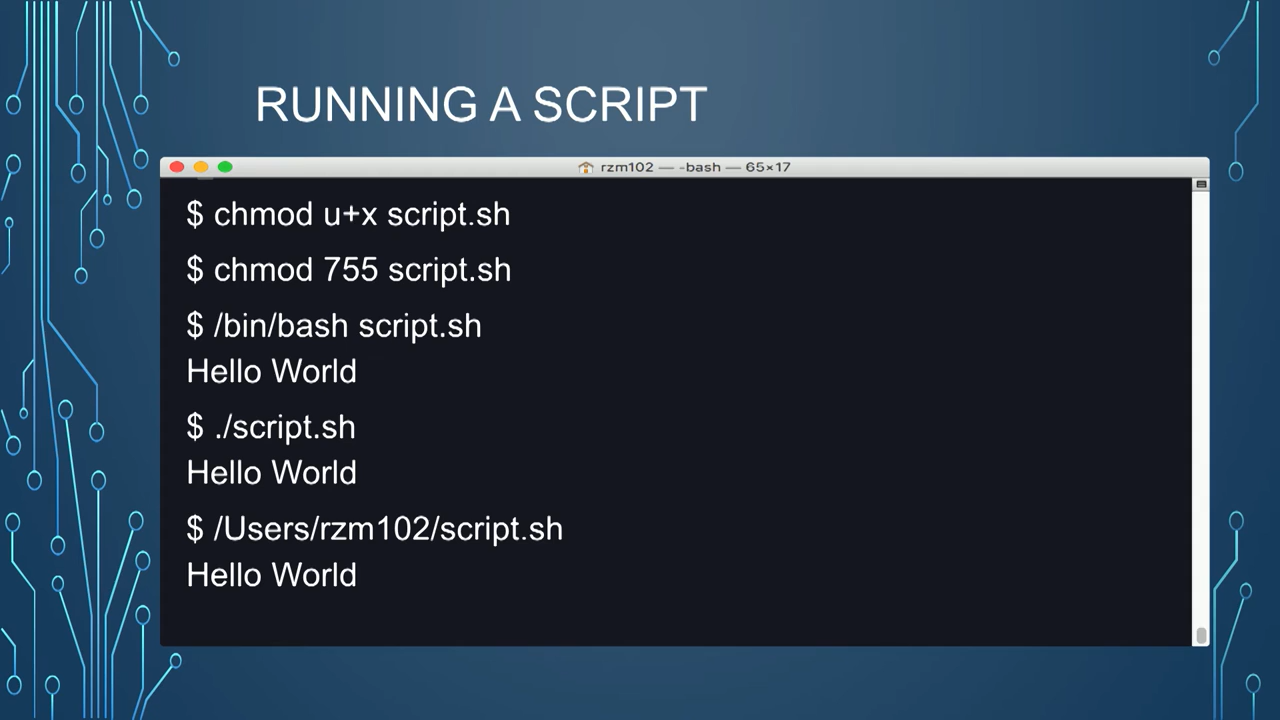 RUNNING A SCRIPT
rzm102 — -bash — 65×17
$ chmod u+x script.sh
$ chmod 755 script.sh
$ /bin/bash script.sh
Hello World
$ ./script.sh
Hello World
$ /Users/rzm102/script.sh
Hello World